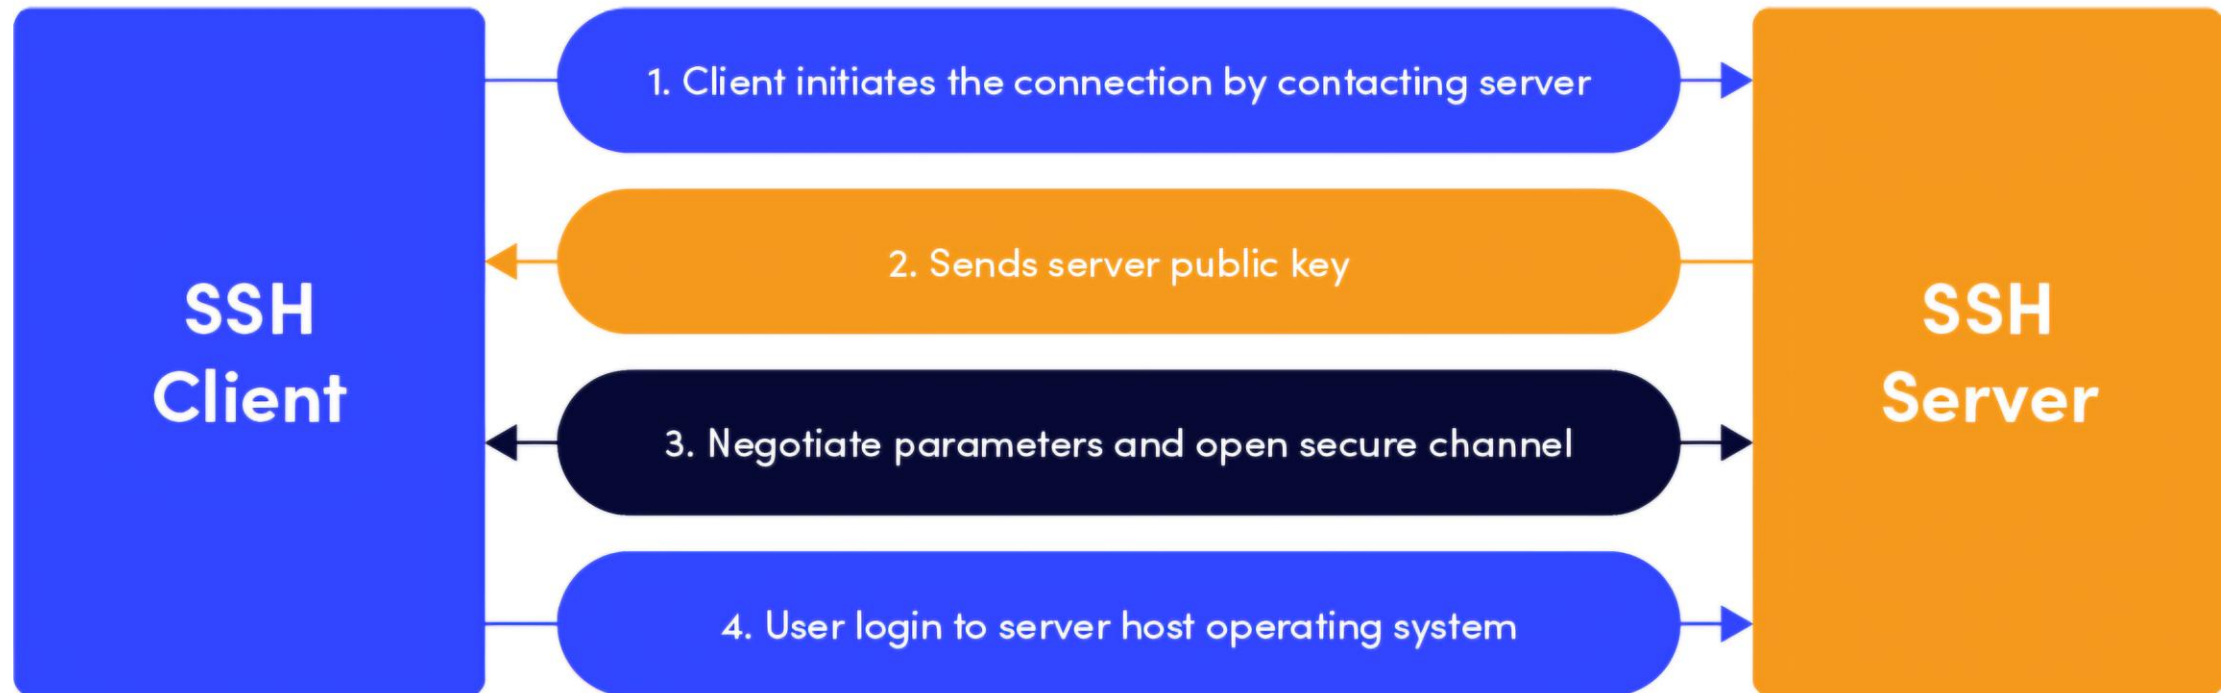 SSH
Client
1. Client initiates the connection by contacting server
2. Sends server public key
3. Negotiate parameters and open secure channel
4. User login to server host operating system
SSH
Server